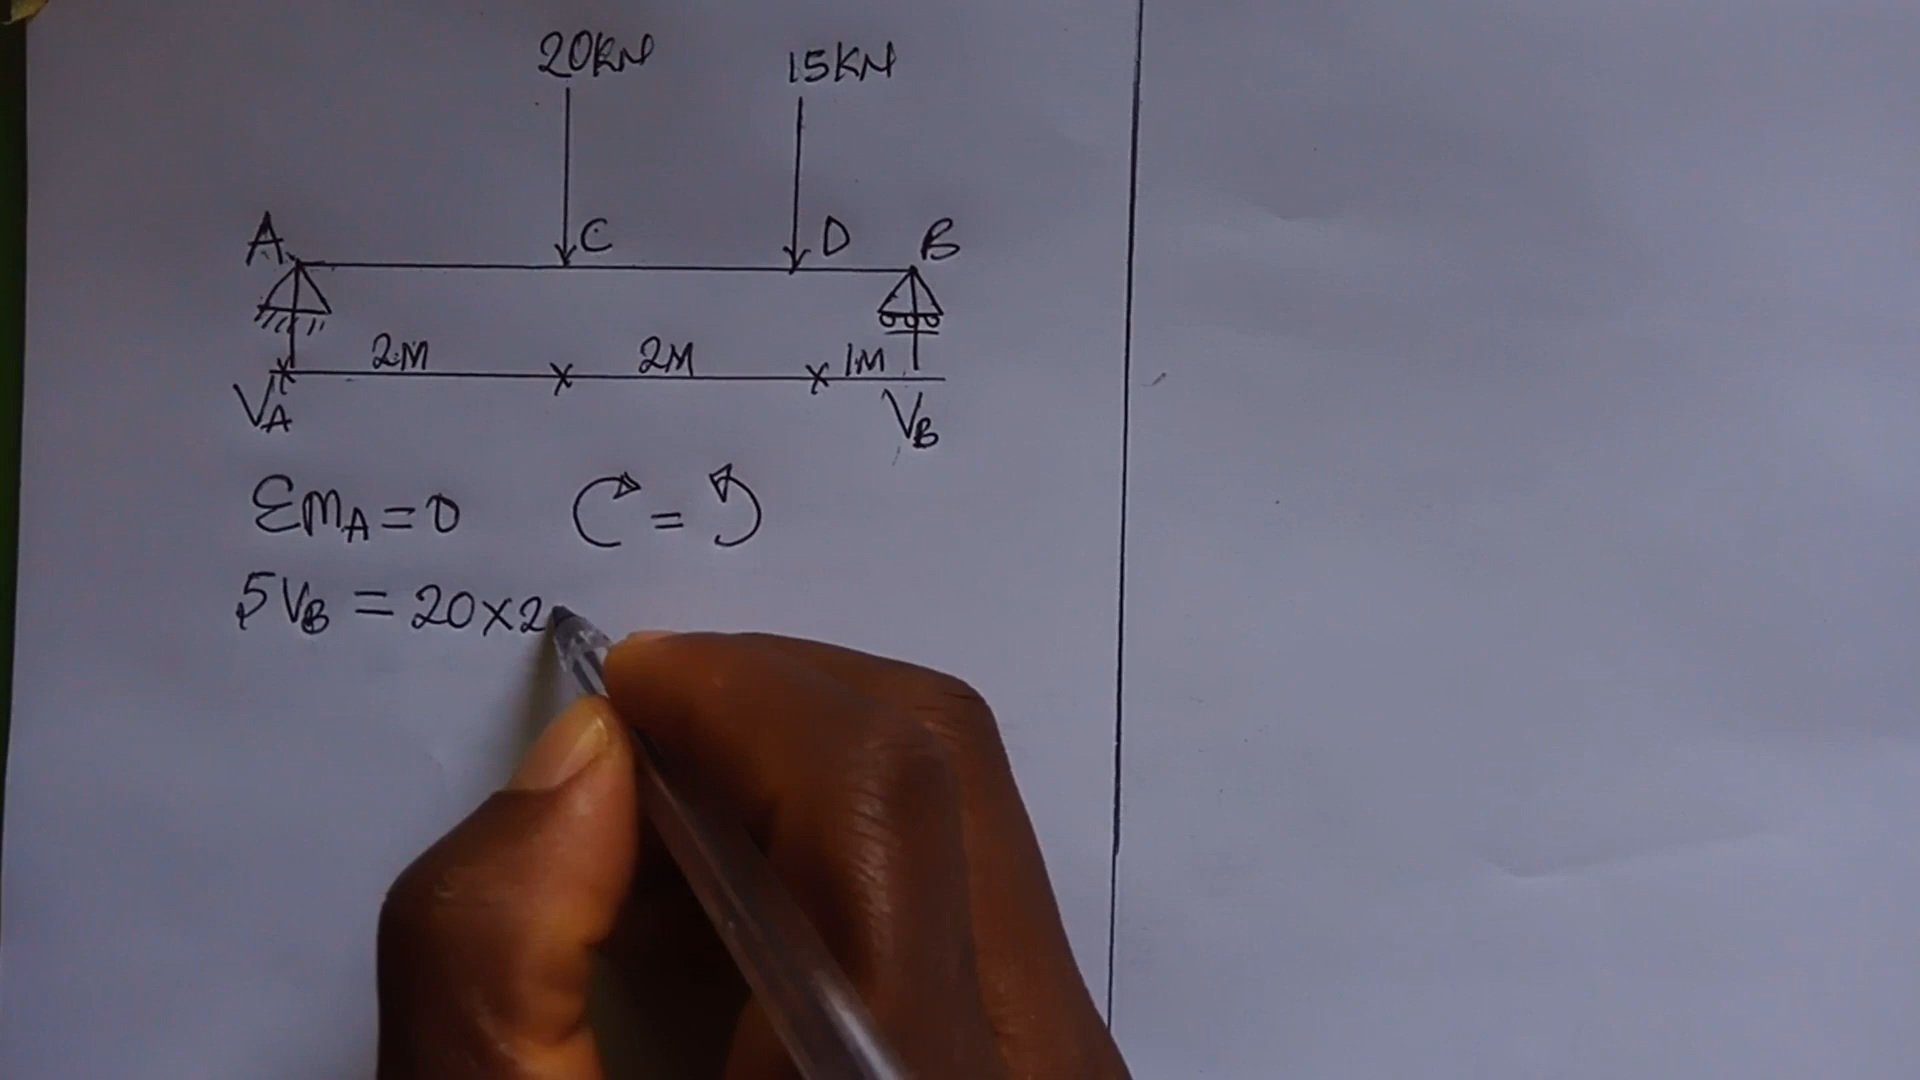 20KN 15KN
A C D B
2M 2M 1M
VA VB
ΣMA = 0 =
5VB = 20×2